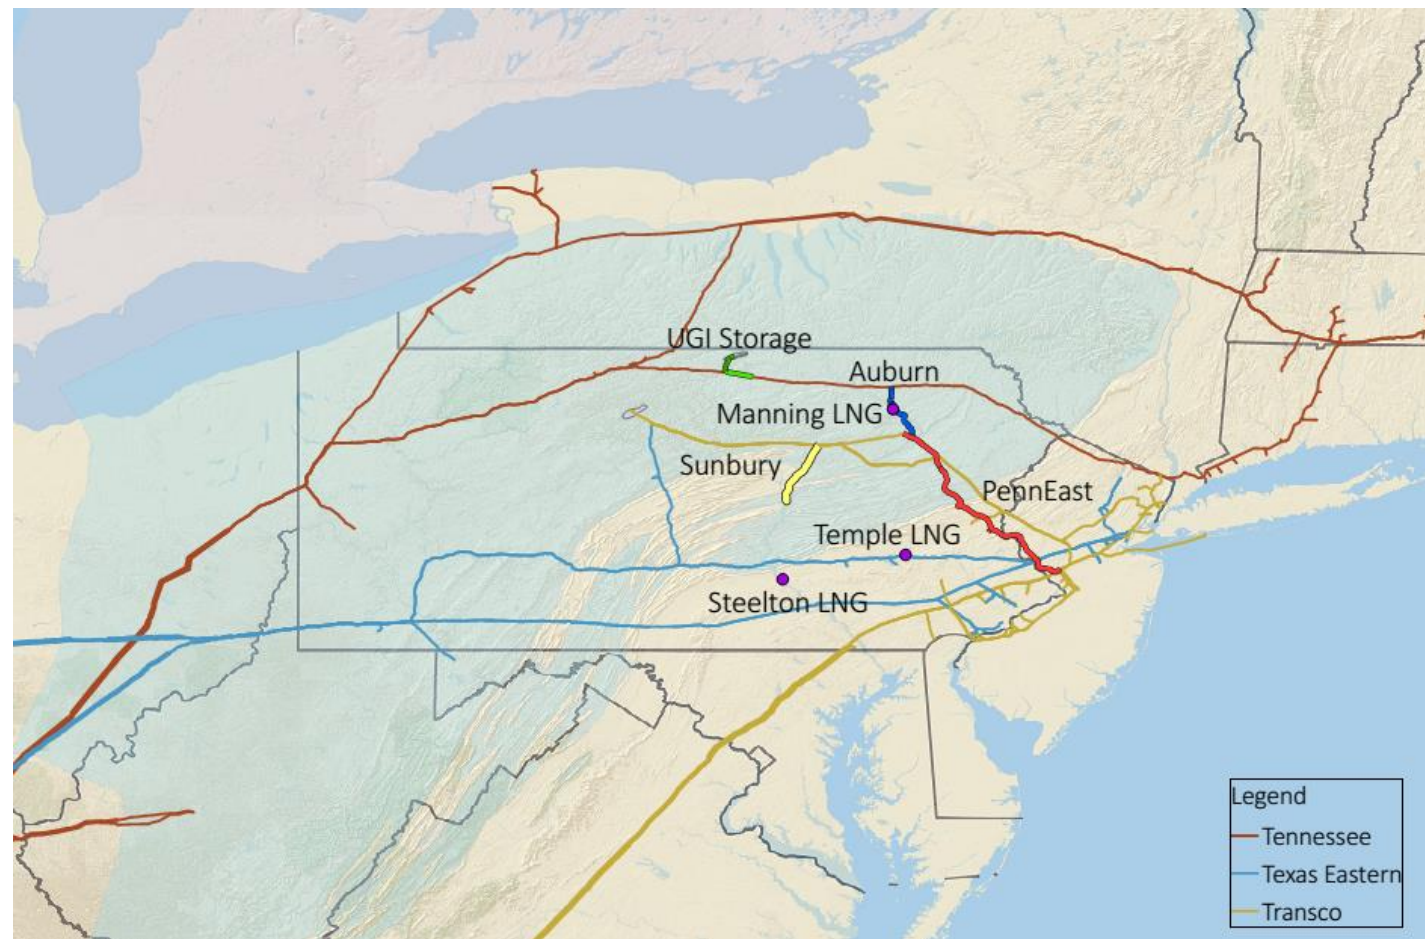 UGI Storage
Auburn
Manning LNG
Sunbury
PennEast
Temple LNG
Steelton LNG
Legend
Tennessee
Texas Eastern
Transco